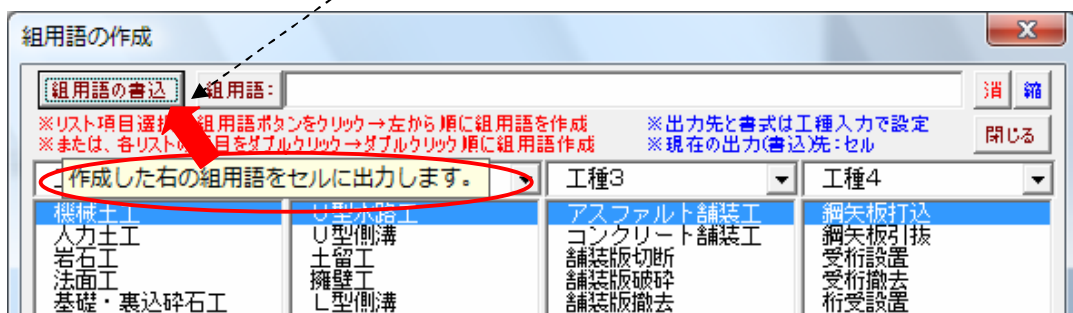 組用語の作成
組用語の書込 組用語: 消 縮
※リスト項目選択 組用語ボタンをクリック→左から順に組用語を作成 ※出力先と書式は工種入力で設定
※または、各リストの 目をダブルクリック→ダブルクリック順に組用語作成 ※現在の出力(書込)先:セル
閉じる
作成した右の組用語をセルに出力します。 工種3 工種4
機械土工 U型水路工 アスファルト舗装工 鋼矢板打込
人力土工 U型側溝 コンクリート舗装工 鋼矢板引抜
岩石工 土留工 舗装版切断 受桁設置
法面工 擁壁工 舗装版破砕 受桁撤去
基礎・裏込砕石工 L型側溝 舗装版撤去 桁受設置